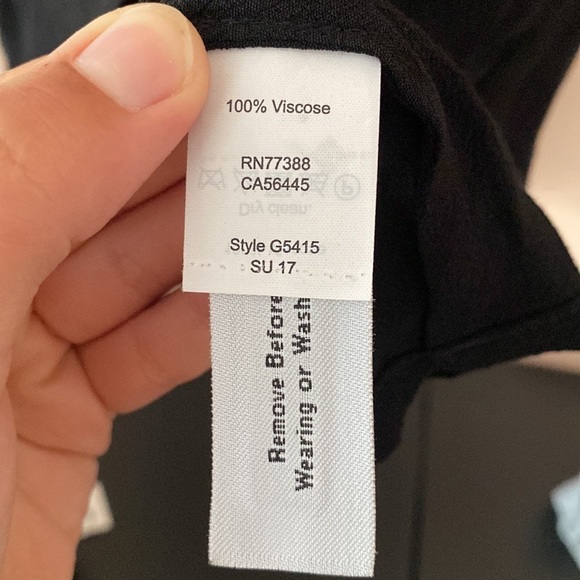 100% Viscose
RN77388
CA56445
Dry clean.
Style G5415
SU 17
Remove Before
Wearing or Wash